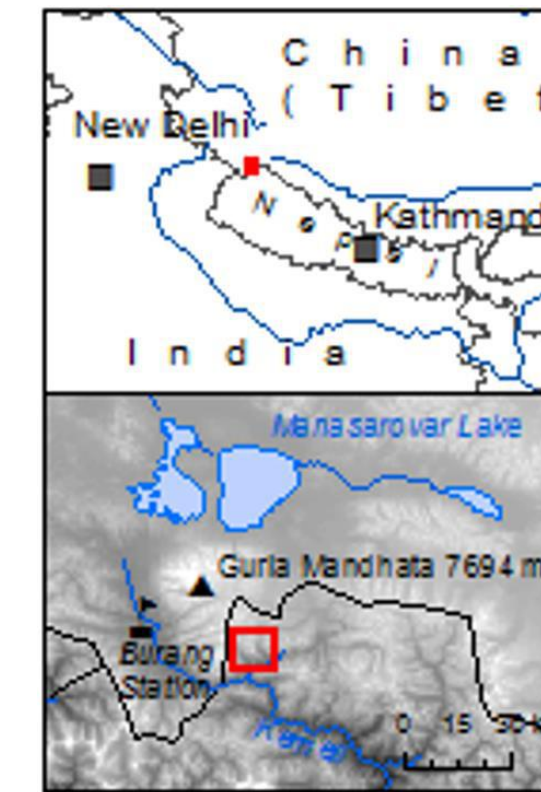 China
(Tibet
New Delhi
Nepal
Kathmand
India
Manasarovar Lake
Gurla Mandhata 7694 m
Burang
Station
0 15 30 k